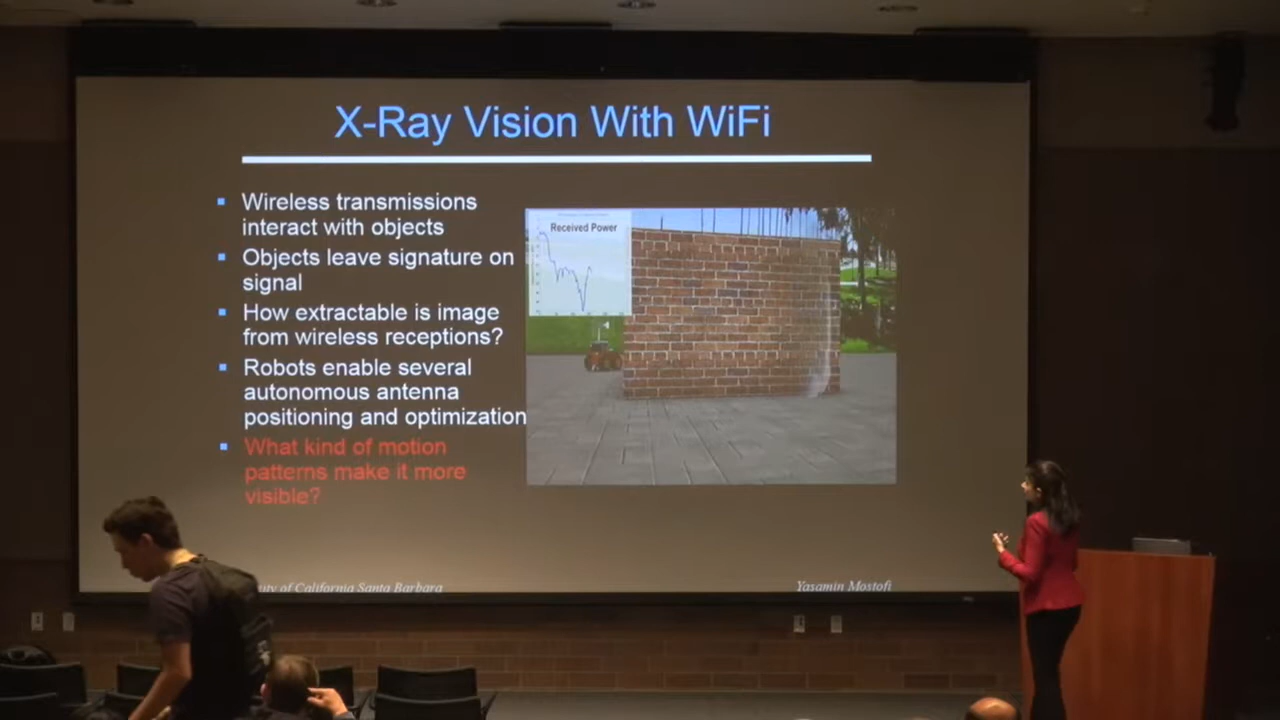 X-Ray Vision With WiFi
Wireless transmissions
interact with objects
Objects leave signature on
signal
How extractable is image
from wireless receptions?
Robots enable several
autonomous antenna
positioning and optimization
What kind of motion
patterns make it more
visible?
Received Power
of California Santa Barbara
Yasamin Mostofi